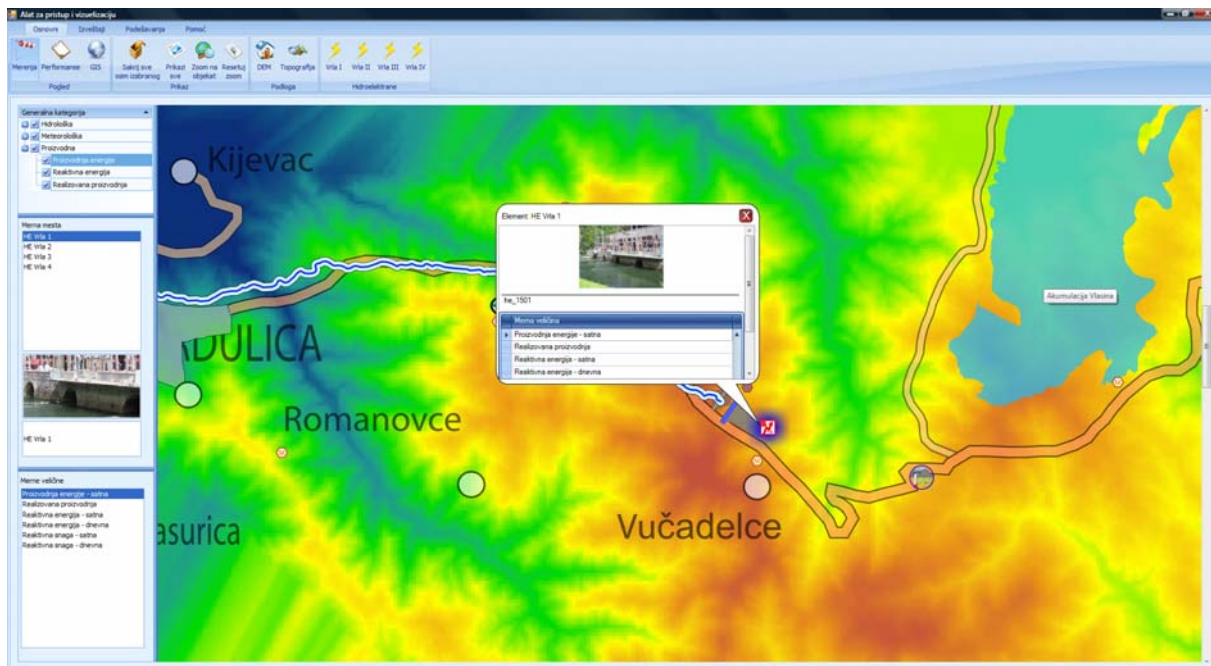 Alat za pristup i vizuelizaciju
Osnovni Izveštaji Podešavanja Pomoć
Merenja Performanse GIS Sakrij sve osim izabranog Prikaži sve Zoom na objekat Resetuj zoom DEM Topografija Vrla I Vrla II Vrla III Vrla IV
Pogled Prikaz Podloga Hidroelektrane
Generalna kategorija
Hidrološka
Meteorološka
Proizvodna
Proizvodnja energije
Reaktivna energija
Realizovana proizvodnja
Merna mesta
HE Vrla 1
HE Vrla 2
HE Vrla 3
HE Vrla 4
HE Vrla 1
Merne veličine
Proizvodnja energije - satna
Realizovana proizvodnja
Reaktivna energija - satna
Reaktivna energija - dnevna
Reaktivna snaga - satna
Reaktivna snaga - dnevna
Kijevac
DULICA
Romanovce
asurica
Vučadelce
Element: HE Vrla 1
he_1501
Merna veličina
Proizvodnja energije - satna
Realizovana proizvodnja
Reaktivna energija - satna
Reaktivna energija - dnevna
Akumulacija Vlasina